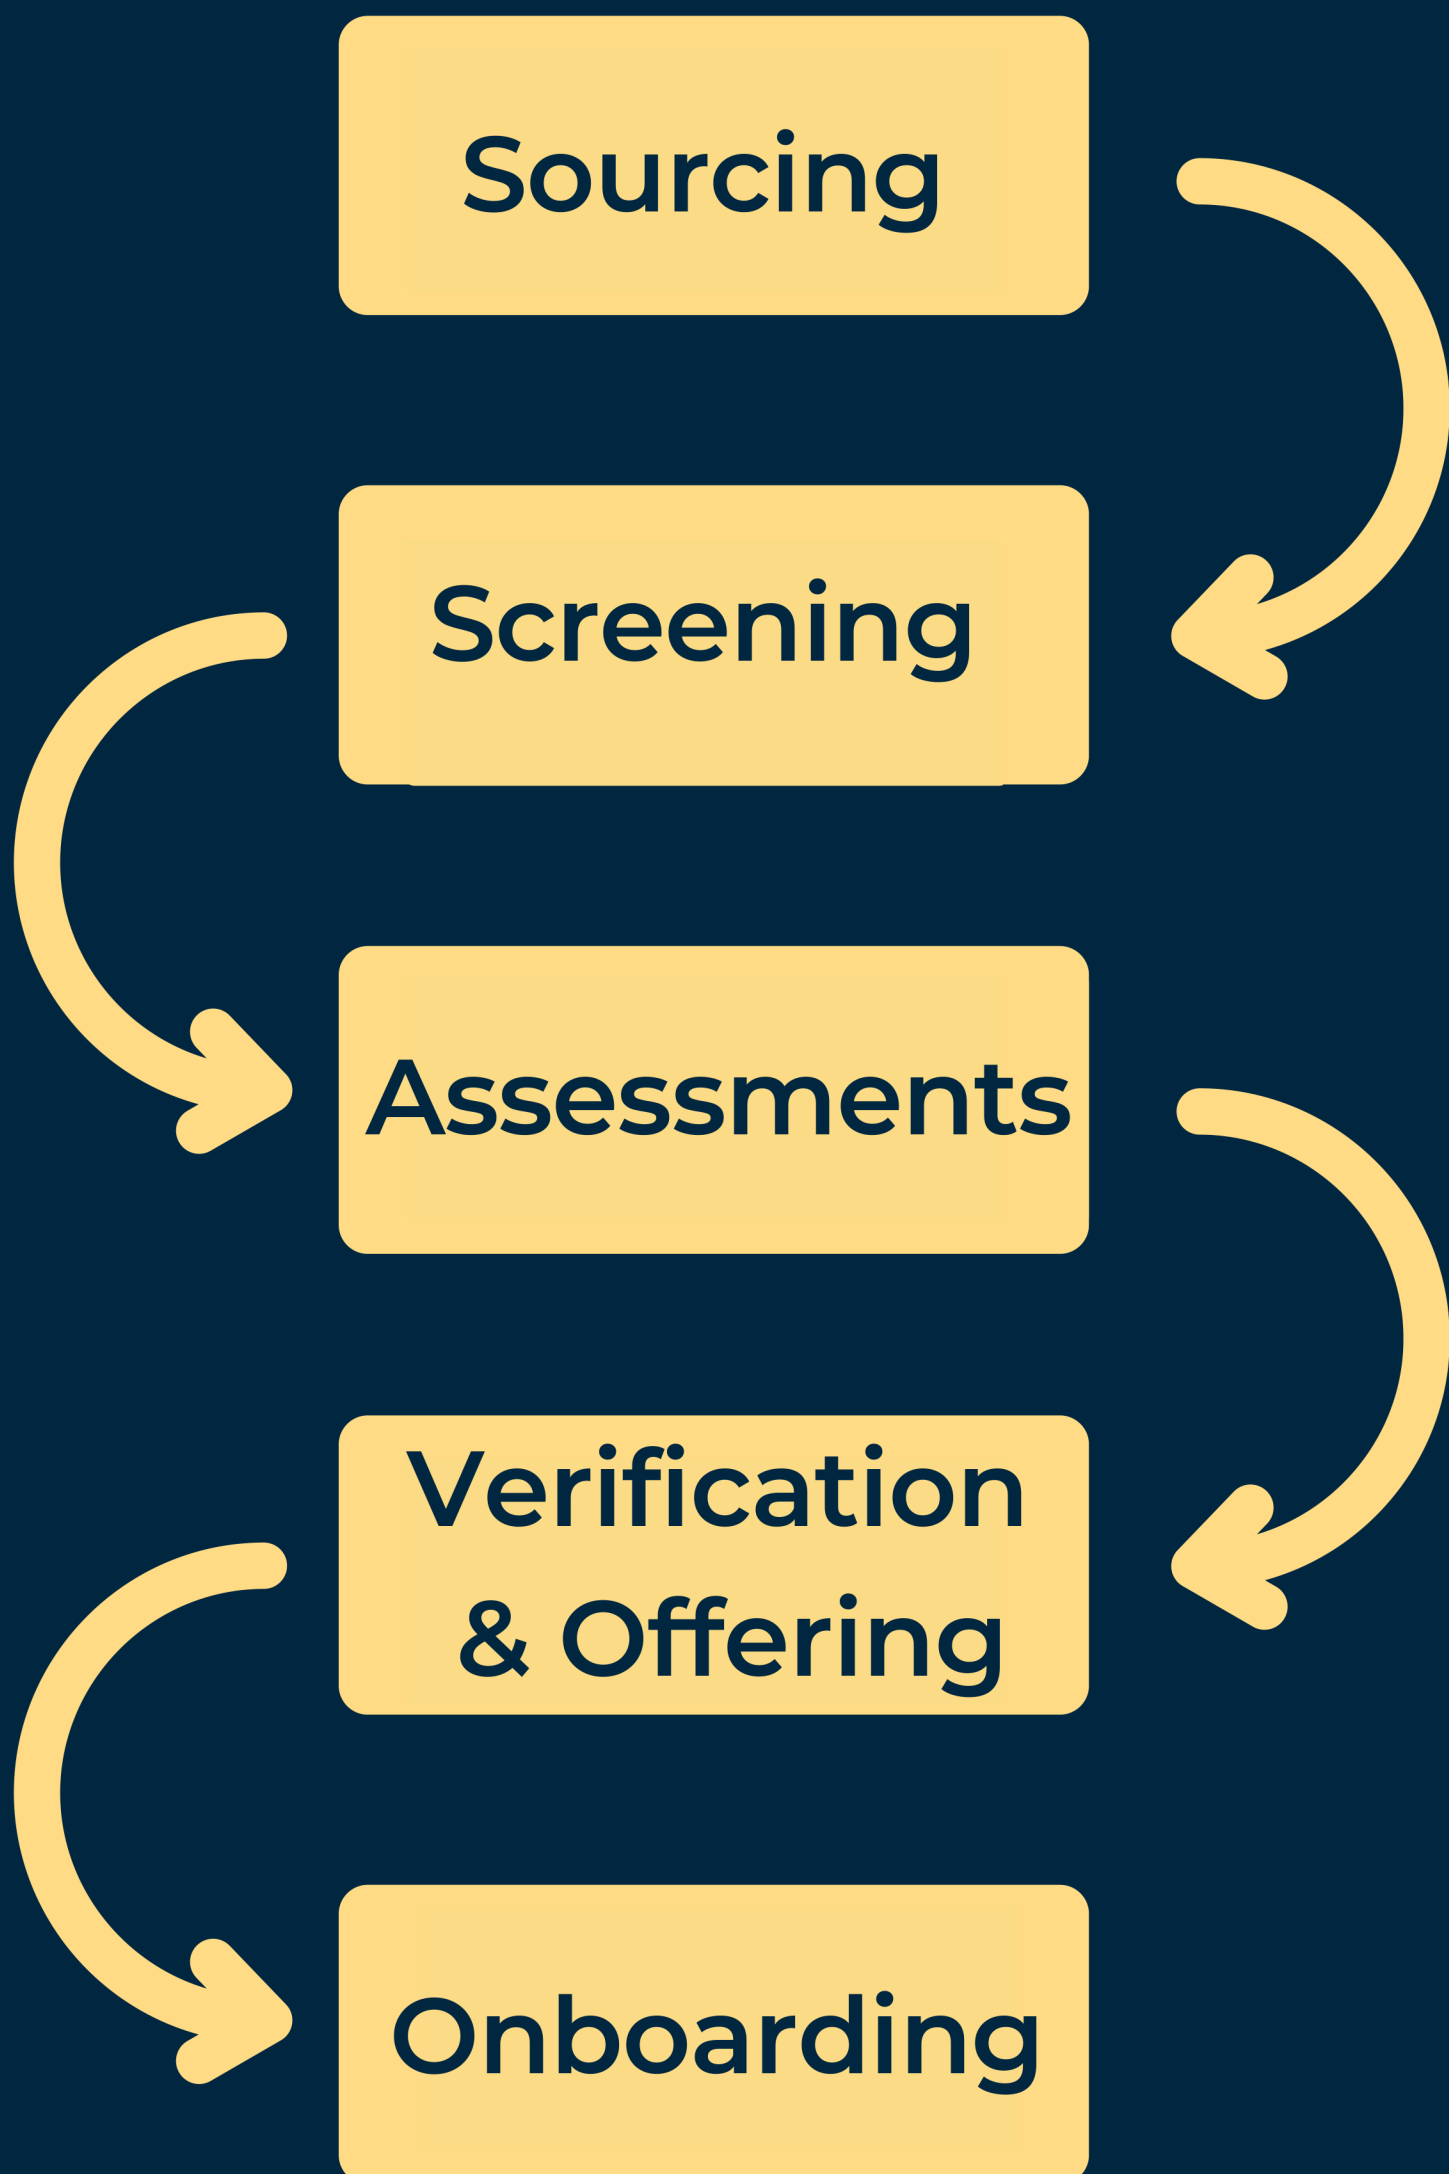 Sourcing
Screening
Assessments
Verification
& Offering
Onboarding